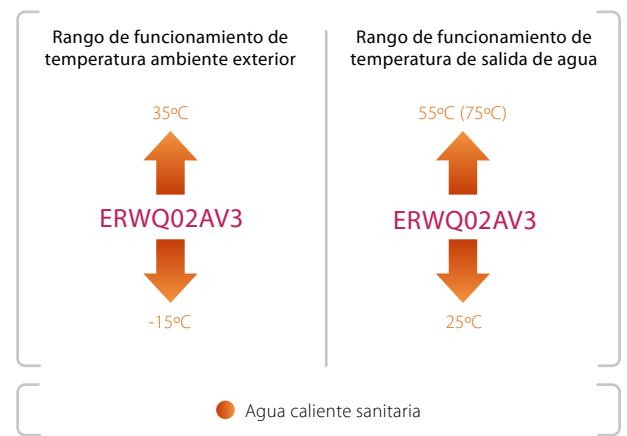 Rango de funcionamiento de
temperatura ambiente exterior
35ºC
ERWQ02AV3
-15ºC
Rango de funcionamiento de
temperatura de salida de agua
55ºC (75ºC)
ERWQ02AV3
25ºC
Agua caliente sanitaria